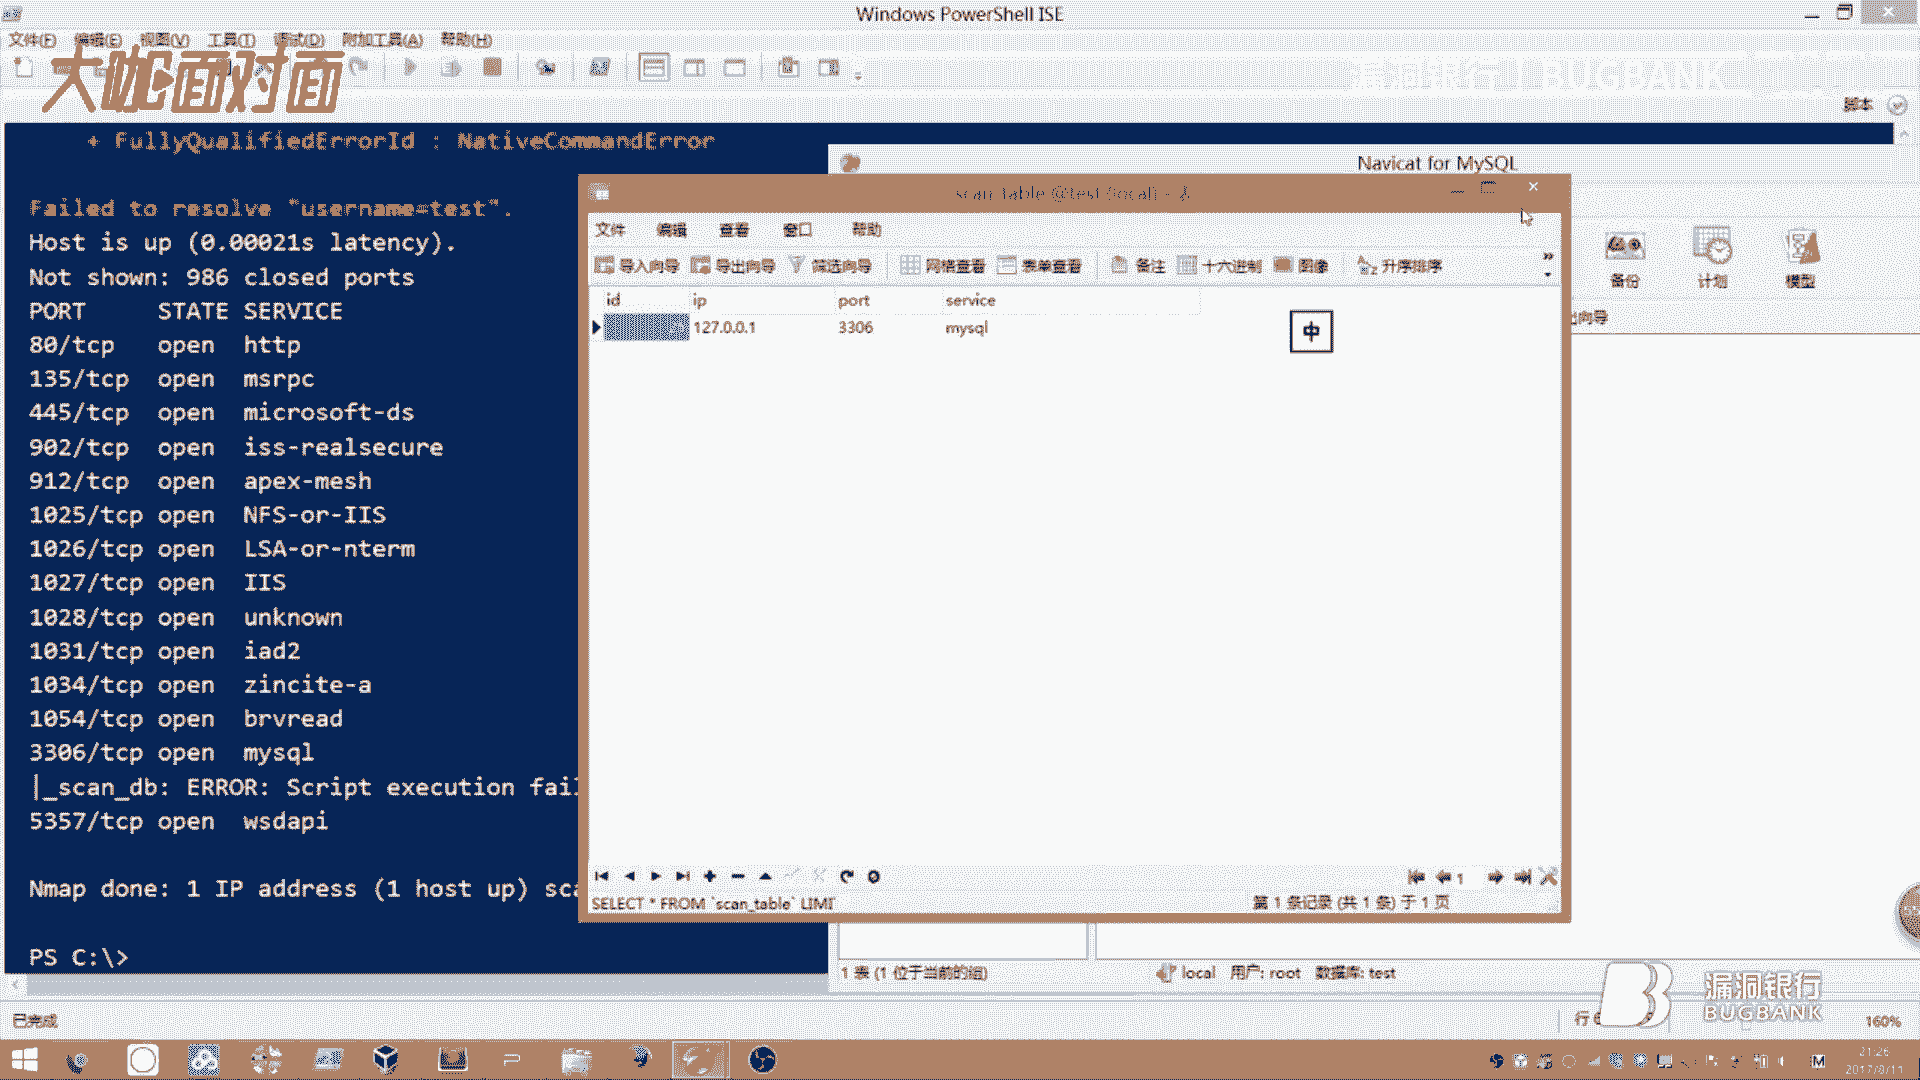 Windows PowerShell ISE
文件(F) 编辑(E) 视图(V) 工具(T) 调试(D) 附加工具(A) 帮助(H)
大咖面对面
漏洞银行 | BUGBANK
脚本
+ FullyQualifiedErrorId : NativeCommandError
Failed to resolve "username=test".
Host is up (0.00021s latency).
Not shown: 986 closed ports
PORT STATE SERVICE
80/tcp open http
135/tcp open msrpc
445/tcp open microsoft-ds
902/tcp open iss-realsecure
912/tcp open apex-mesh
1025/tcp open NFS-or-IIS
1026/tcp open LSA-or-nterm
1027/tcp open IIS
1028/tcp open unknown
1031/tcp open iad2
1034/tcp open zincite-a
1054/tcp open brvread
3306/tcp open mysql
|_scan_db: ERROR: Script execution fai
5357/tcp open wsdapi
Nmap done: 1 IP address (1 host up) sc
PS C:\>
Navicat for MySQL
备份 计划 模型
出向导
scan_table @test (local) - 表
文件 编辑 查看 窗口 帮助
导入向导 导出向导 筛选向导 网格查看 表单查看 备注 十六进制 图像 升序排序
id ip port service
127.0.0.1 3306 mysql
中
1
SELECT * FROM `scan_table` LIMI
第 1 条记录 (共 1 条) 于 1 页
1 表 (1 位于当前的组)
local 用户: root 数据库: test
已完成
行
160%
漏洞银行
BUGBANK
M
21:26
2017/8/11